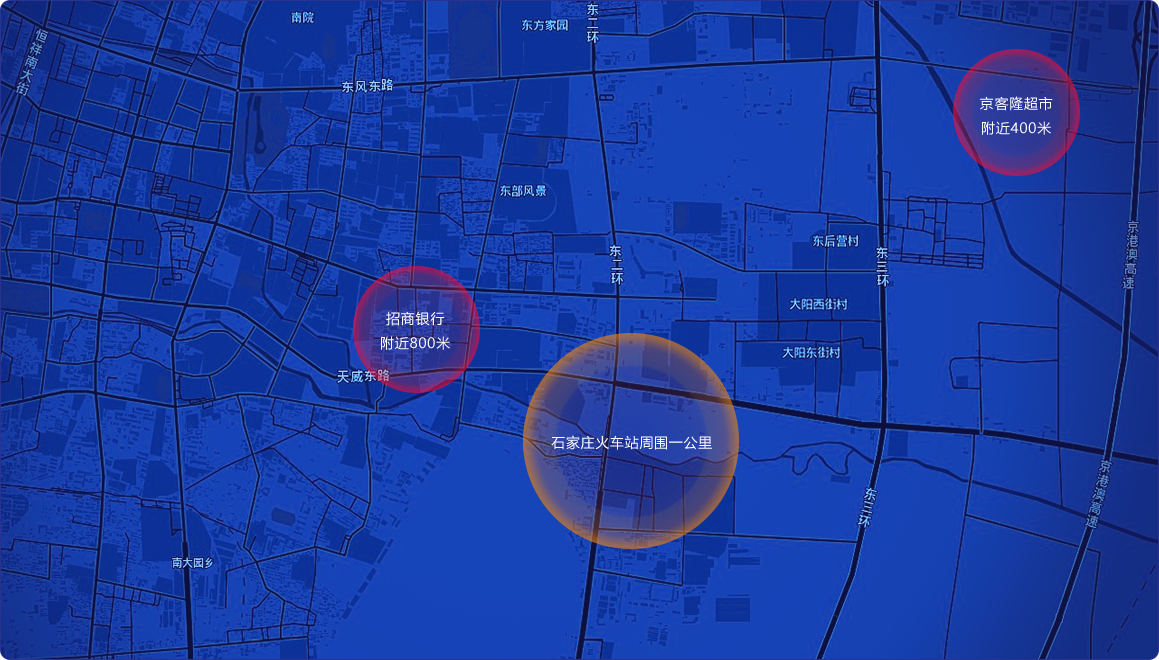 南院
东方家园
东二环
恒祥南大街
东风东路
京客隆超市
附近400米
东部风景
东后营村
东二环
东三环
京港澳高速
大阳西街村
招商银行
附近800米
大阳东街村
天威东路
石家庄火车站周围一公里
京港澳高速
东三环
南大园乡